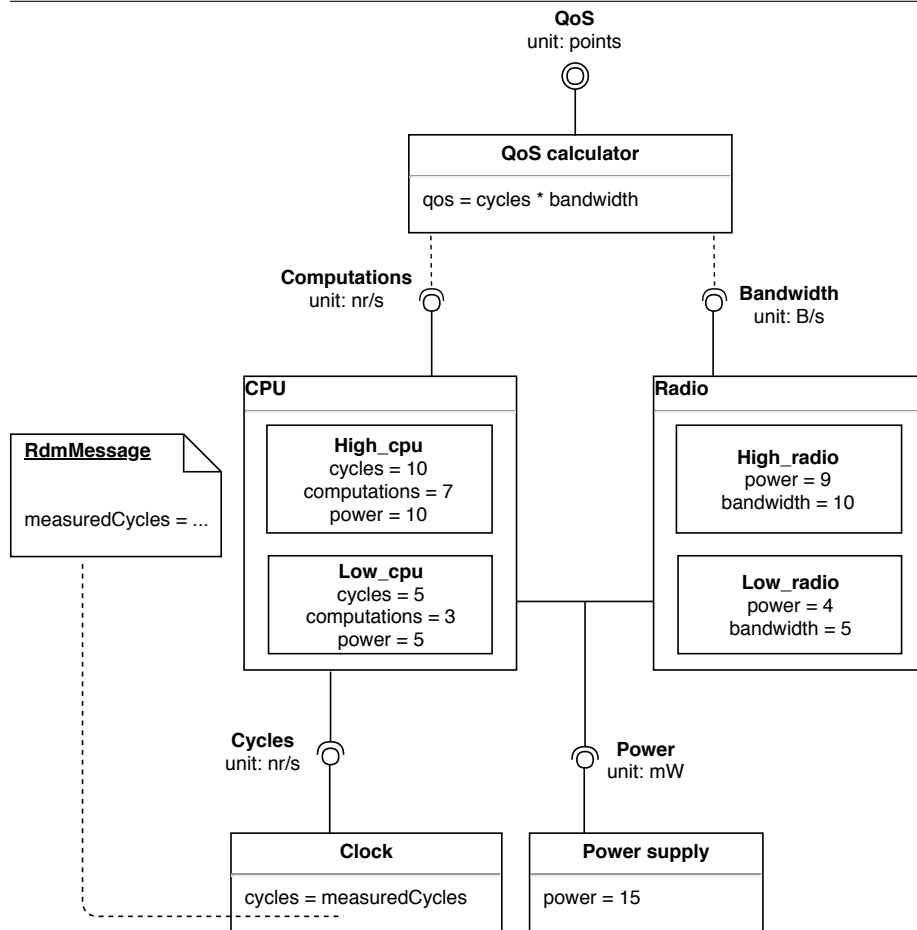 QoS
unit: points
QoS calculator
qos = cycles * bandwidth
Computations
unit: nr/s
Bandwidth
unit: B/s
CPU
High_cpu
cycles = 10
computations = 7
power = 10
Low_cpu
cycles = 5
computations = 3
power = 5
Radio
High_radio
power = 9
bandwidth = 10
Low_radio
power = 4
bandwidth = 5
RdmMessage
measuredCycles = ...
Cycles
unit: nr/s
Power
unit: mW
Clock
cycles = measuredCycles
Power supply
power = 15